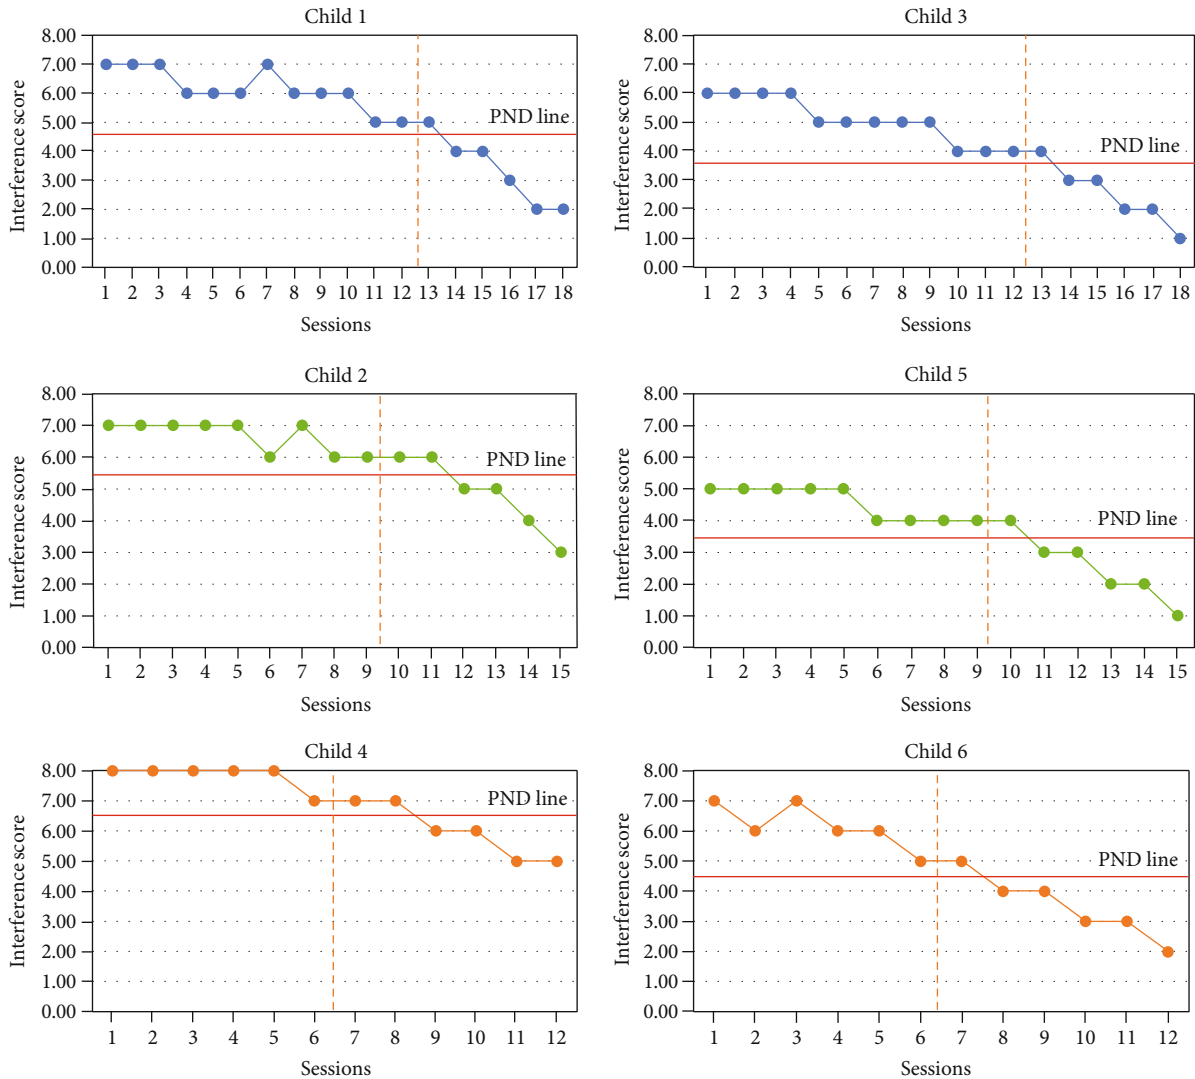 Child 1
Interference score
8.00
7.00
6.00
5.00
4.00
3.00
2.00
1.00
0.00
PND line
1 2 3 4 5 6 7 8 9 10 11 12 13 14 15 16 17 18
Sessions
Child 3
Interference score
8.00
7.00
6.00
5.00
4.00
3.00
2.00
1.00
0.00
PND line
1 2 3 4 5 6 7 8 9 10 11 12 13 14 15 16 17 18
Sessions
Child 2
Interference score
8.00
7.00
6.00
5.00
4.00
3.00
2.00
1.00
0.00
PND line
1 2 3 4 5 6 7 8 9 10 11 12 13 14 15
Sessions
Child 5
Interference score
8.00
7.00
6.00
5.00
4.00
3.00
2.00
1.00
0.00
PND line
1 2 3 4 5 6 7 8 9 10 11 12 13 14 15
Sessions
Child 4
Interference score
8.00
7.00
6.00
5.00
4.00
3.00
2.00
1.00
0.00
PND line
1 2 3 4 5 6 7 8 9 10 11 12
Sessions
Child 6
Interference score
8.00
7.00
6.00
5.00
4.00
3.00
2.00
1.00
0.00
PND line
1 2 3 4 5 6 7 8 9 10 11 12
Sessions